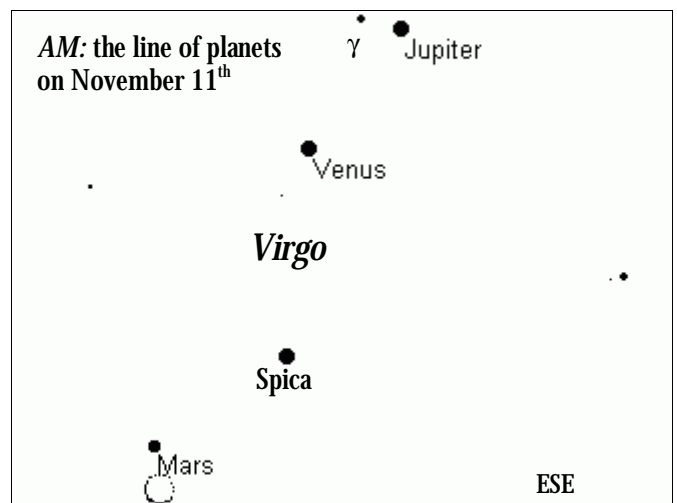 AM: the line of planets
on November 11th
γ
Jupiter
Venus
Virgo
Spica
Mars
ESE